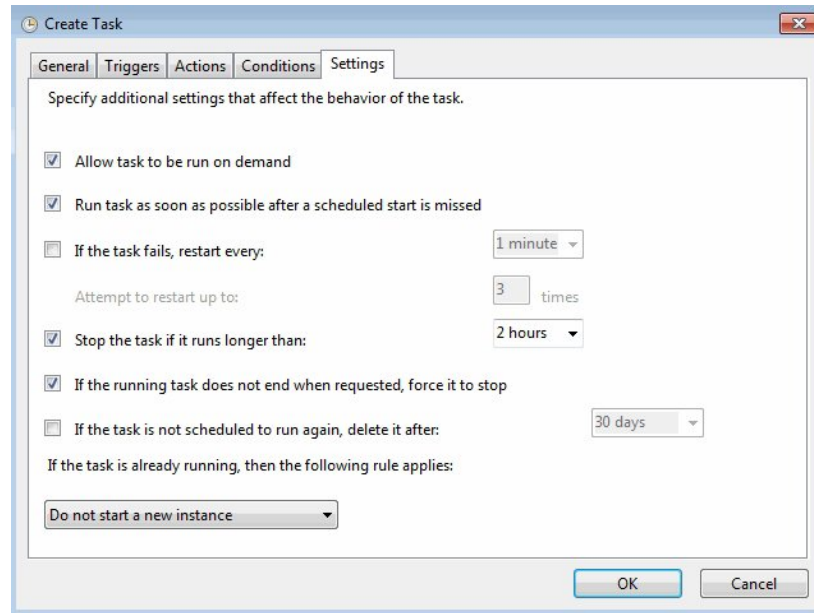 Create Task
General Triggers Actions Conditions Settings
Specify additional settings that affect the behavior of the task.
Allow task to be run on demand
Run task as soon as possible after a scheduled start is missed
If the task fails, restart every: 1 minute
Attempt to restart up to: 3 times
Stop the task if it runs longer than: 2 hours
If the running task does not end when requested, force it to stop
If the task is not scheduled to run again, delete it after: 30 days
If the task is already running, then the following rule applies:
Do not start a new instance
OK Cancel